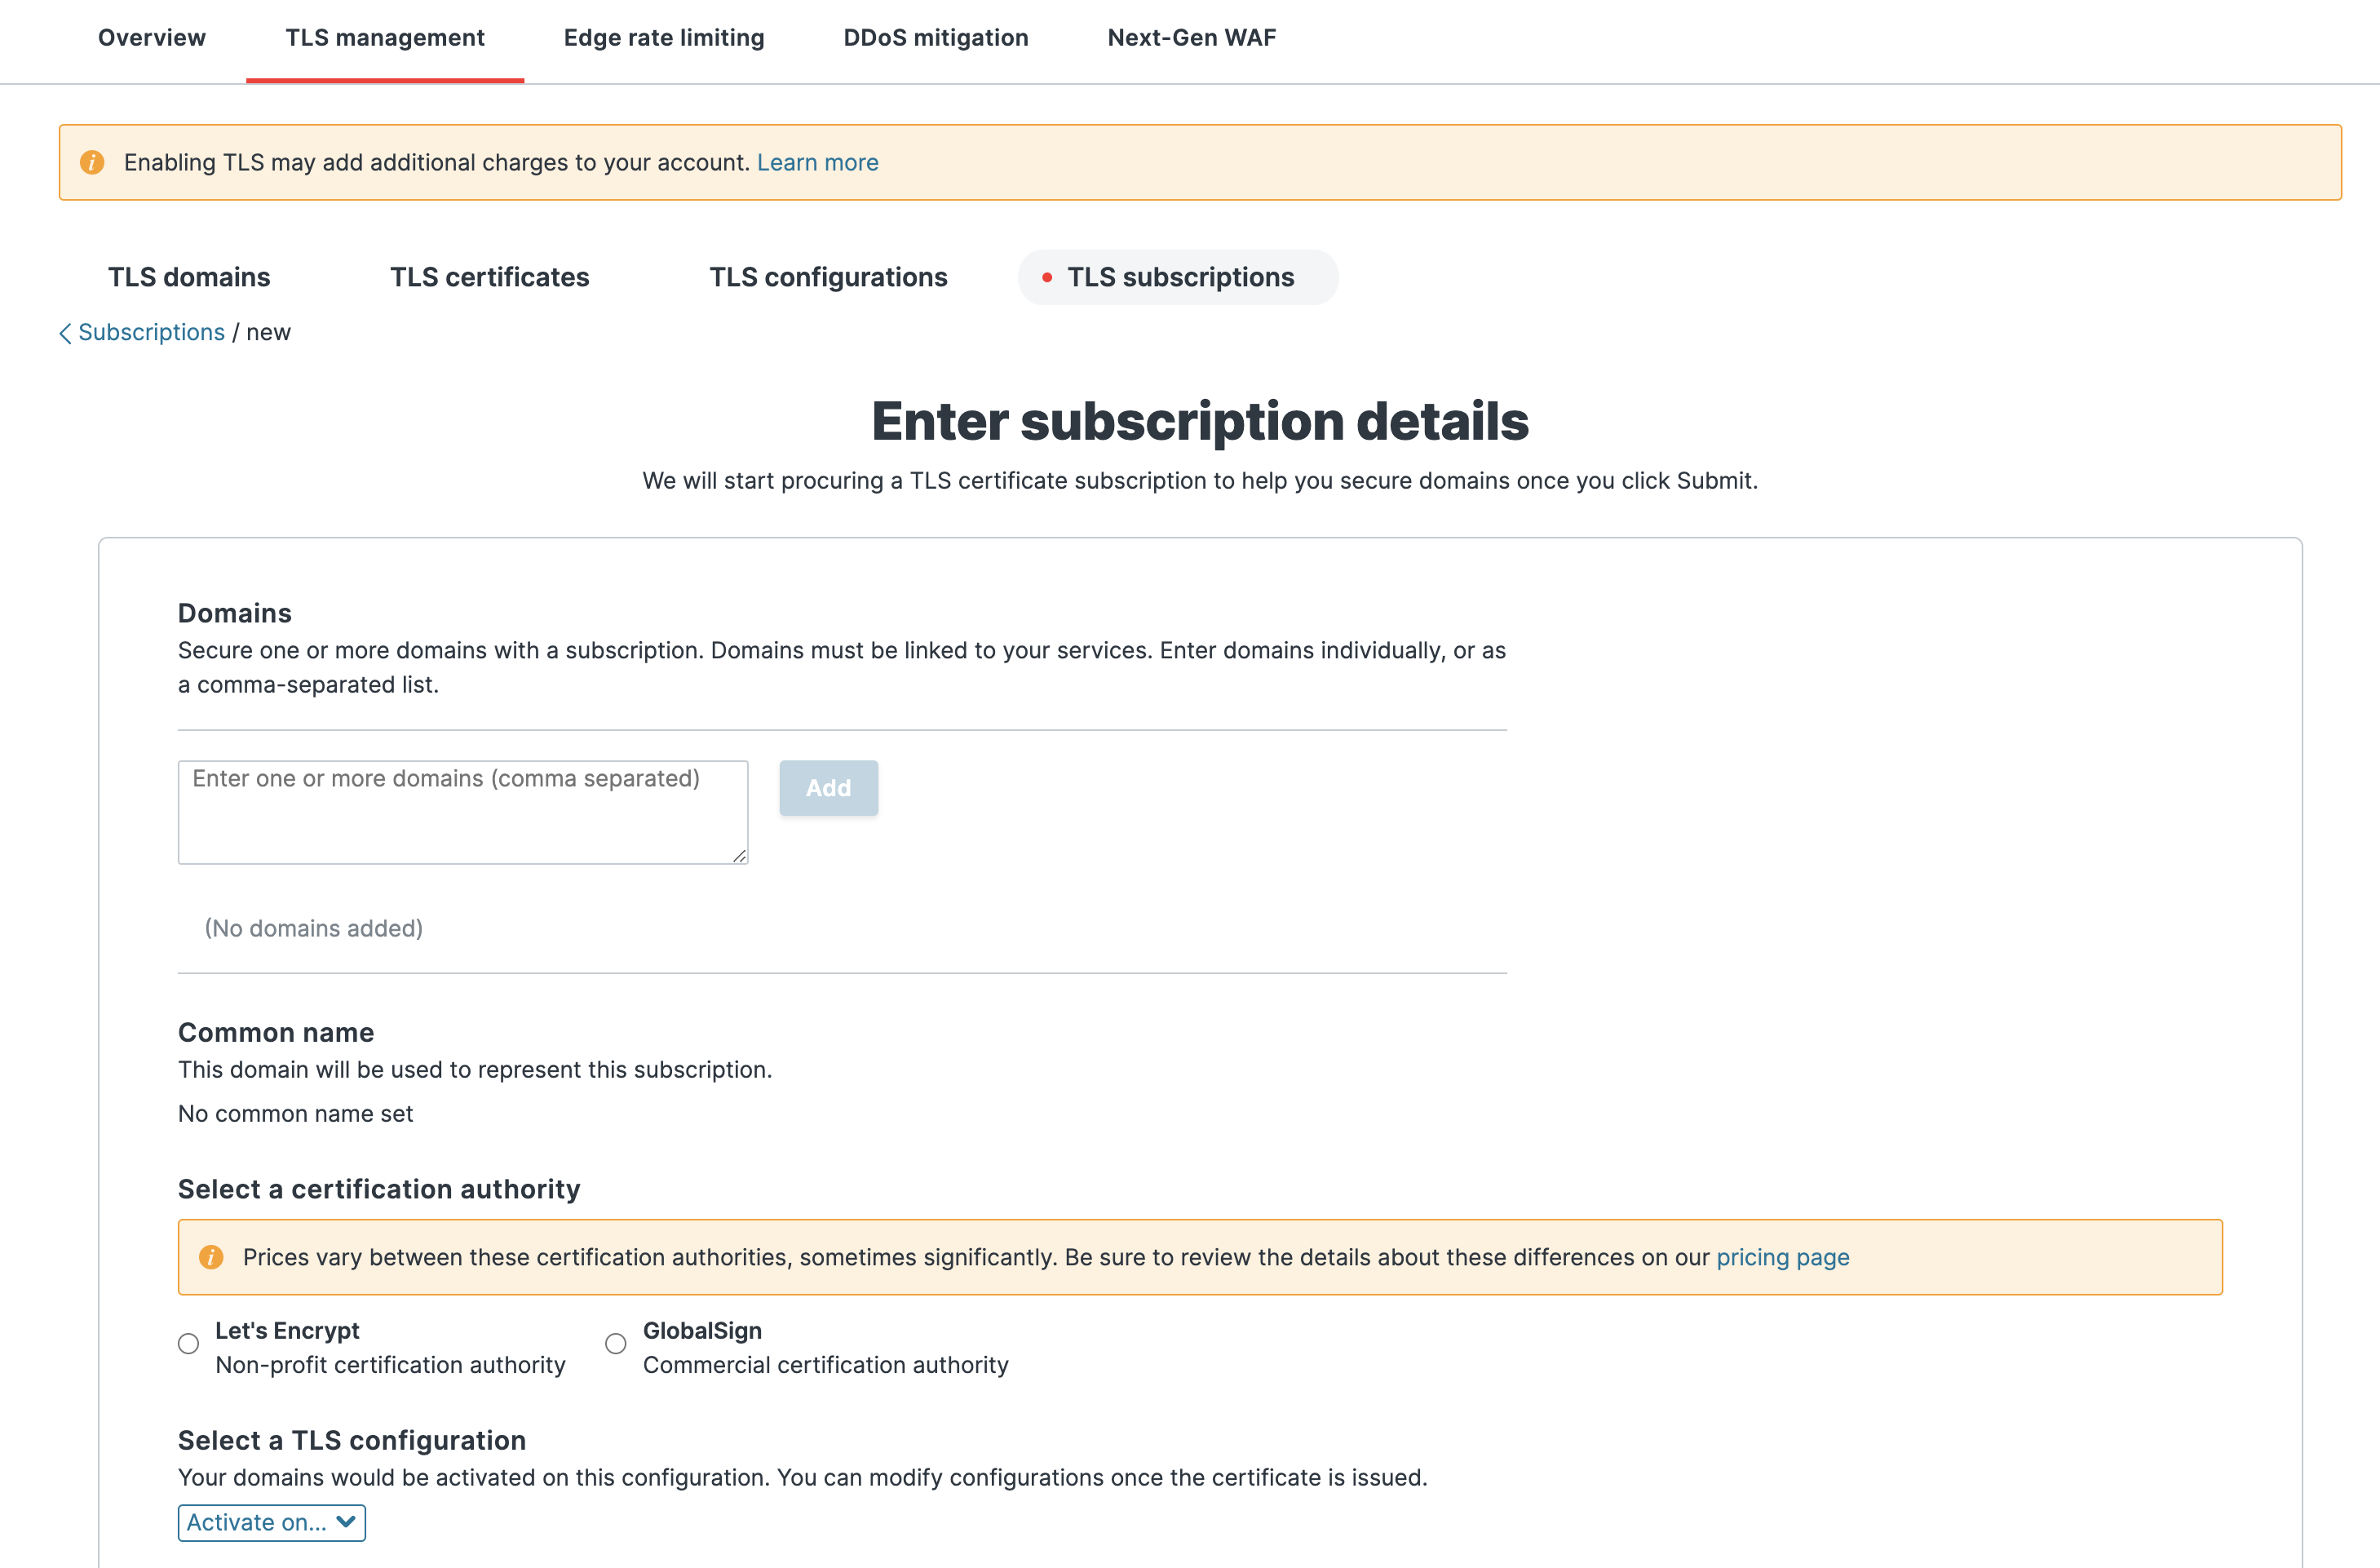 Overview TLS management Edge rate limiting DDoS mitigation Next-Gen WAF
Enabling TLS may add additional charges to your account. Learn more
TLS domains TLS certificates TLS configurations TLS subscriptions
Subscriptions / new
Enter subscription details
We will start procuring a TLS certificate subscription to help you secure domains once you click Submit.
Domains
Secure one or more domains with a subscription. Domains must be linked to your services. Enter domains individually, or as
a comma-separated list.
Enter one or more domains (comma separated) Add
(No domains added)
Common name
This domain will be used to represent this subscription.
No common name set
Select a certification authority
Prices vary between these certification authorities, sometimes significantly. Be sure to review the details about these differences on our pricing page
Let's Encrypt GlobalSign
Non-profit certification authority Commercial certification authority
Select a TLS configuration
Your domains would be activated on this configuration. You can modify configurations once the certificate is issued.
Activate on...